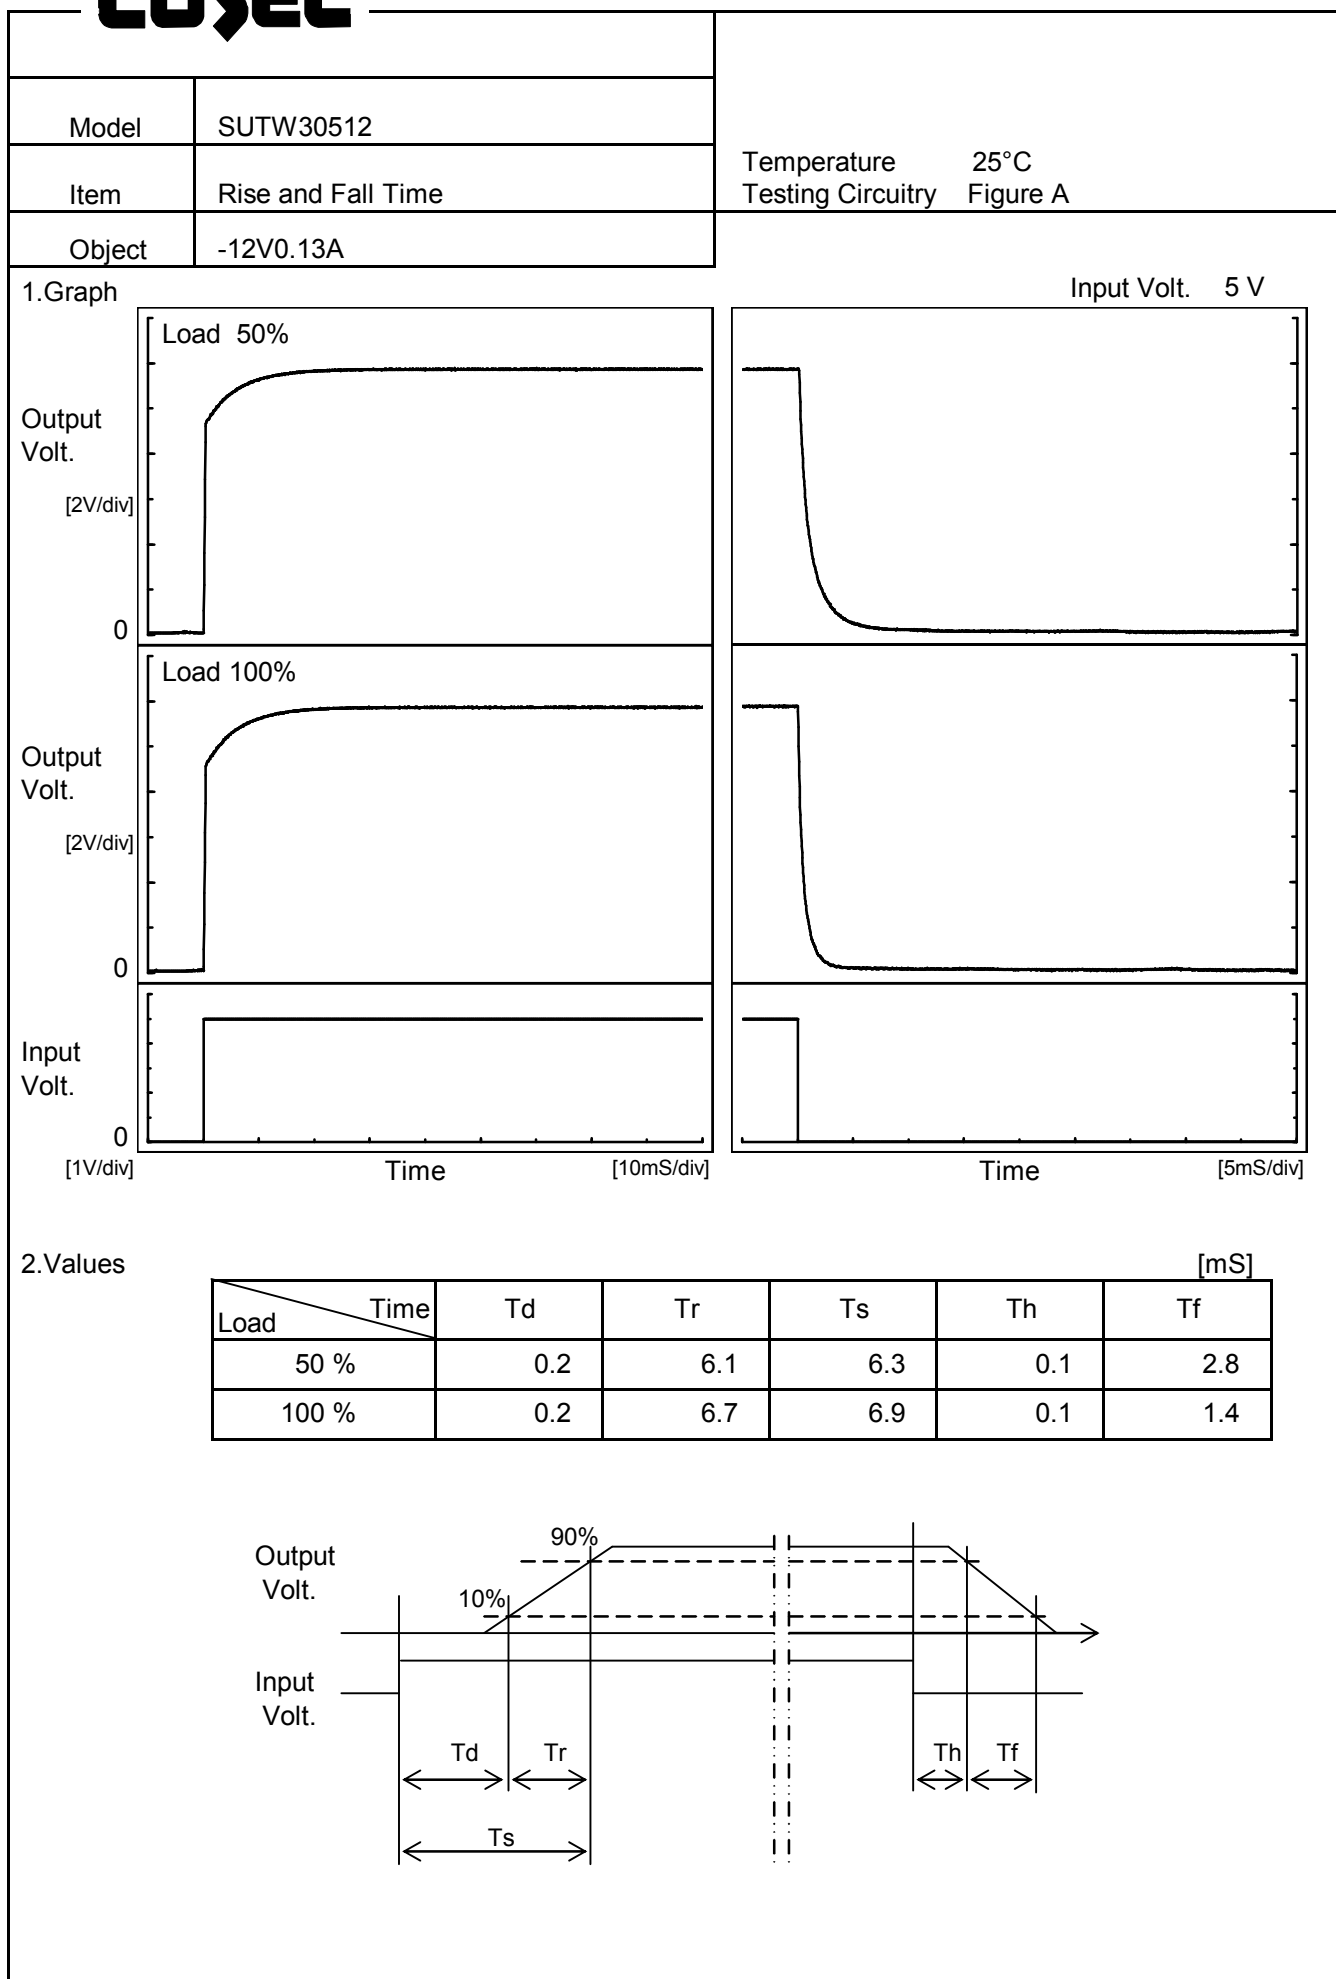 Model SUTW30512
Item Rise and Fall Time
Temperature 25°C
Testing Circuitry Figure A
Object -12V0.13A
1.Graph
Input Volt. 5 V
Load 50%
Output
Volt.
[2V/div]
0
Load 100%
Output
Volt.
[2V/div]
0
Input
Volt.
0
[1V/div] Time [10mS/div] Time [5mS/div]
2.Values [mS]
Load Time Td Tr Ts Th Tf
50 % 0.2 6.1 6.3 0.1 2.8
100 % 0.2 6.7 6.9 0.1 1.4
90%
Output
Volt.
10%
Input
Volt.
Td Tr Th Tf
Ts